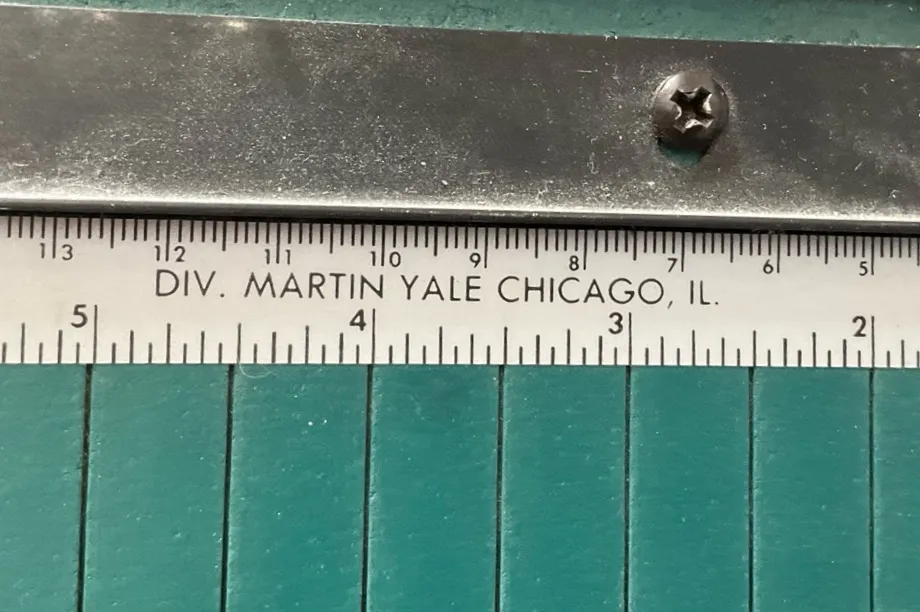 13 12 11 10 9 8 7 6 5
DIV. MARTIN YALE CHICAGO, IL.
5 4 3 2